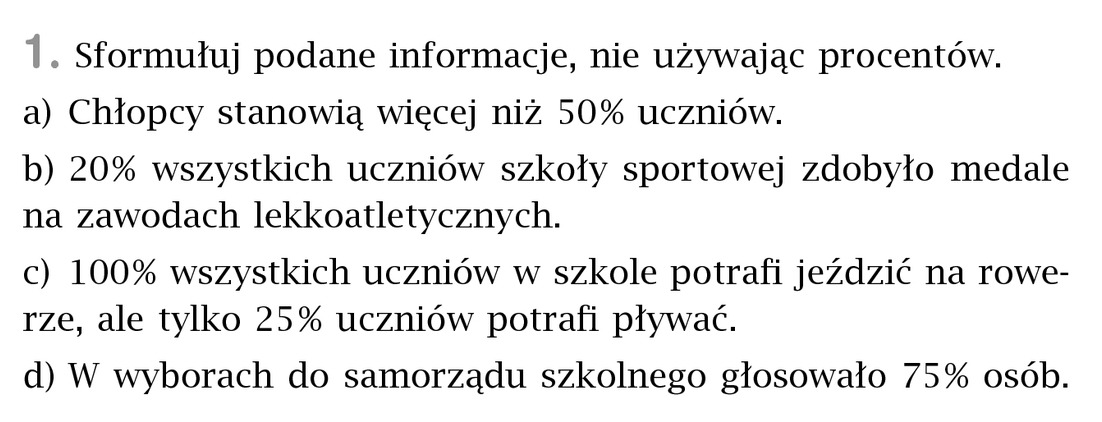 1. Sformułuj podane informacje, nie używając procentów.
a) Chłopcy stanowią więcej niż 50% uczniów.
b) 20% wszystkich uczniów szkoły sportowej zdobyło medale
na zawodach lekkoatletycznych.
c) 100% wszystkich uczniów w szkole potrafi jeździć na rowe-
rze, ale tylko 25% uczniów potrafi pływać.
d) W wyborach do samorządu szkolnego głosowało 75% osób.